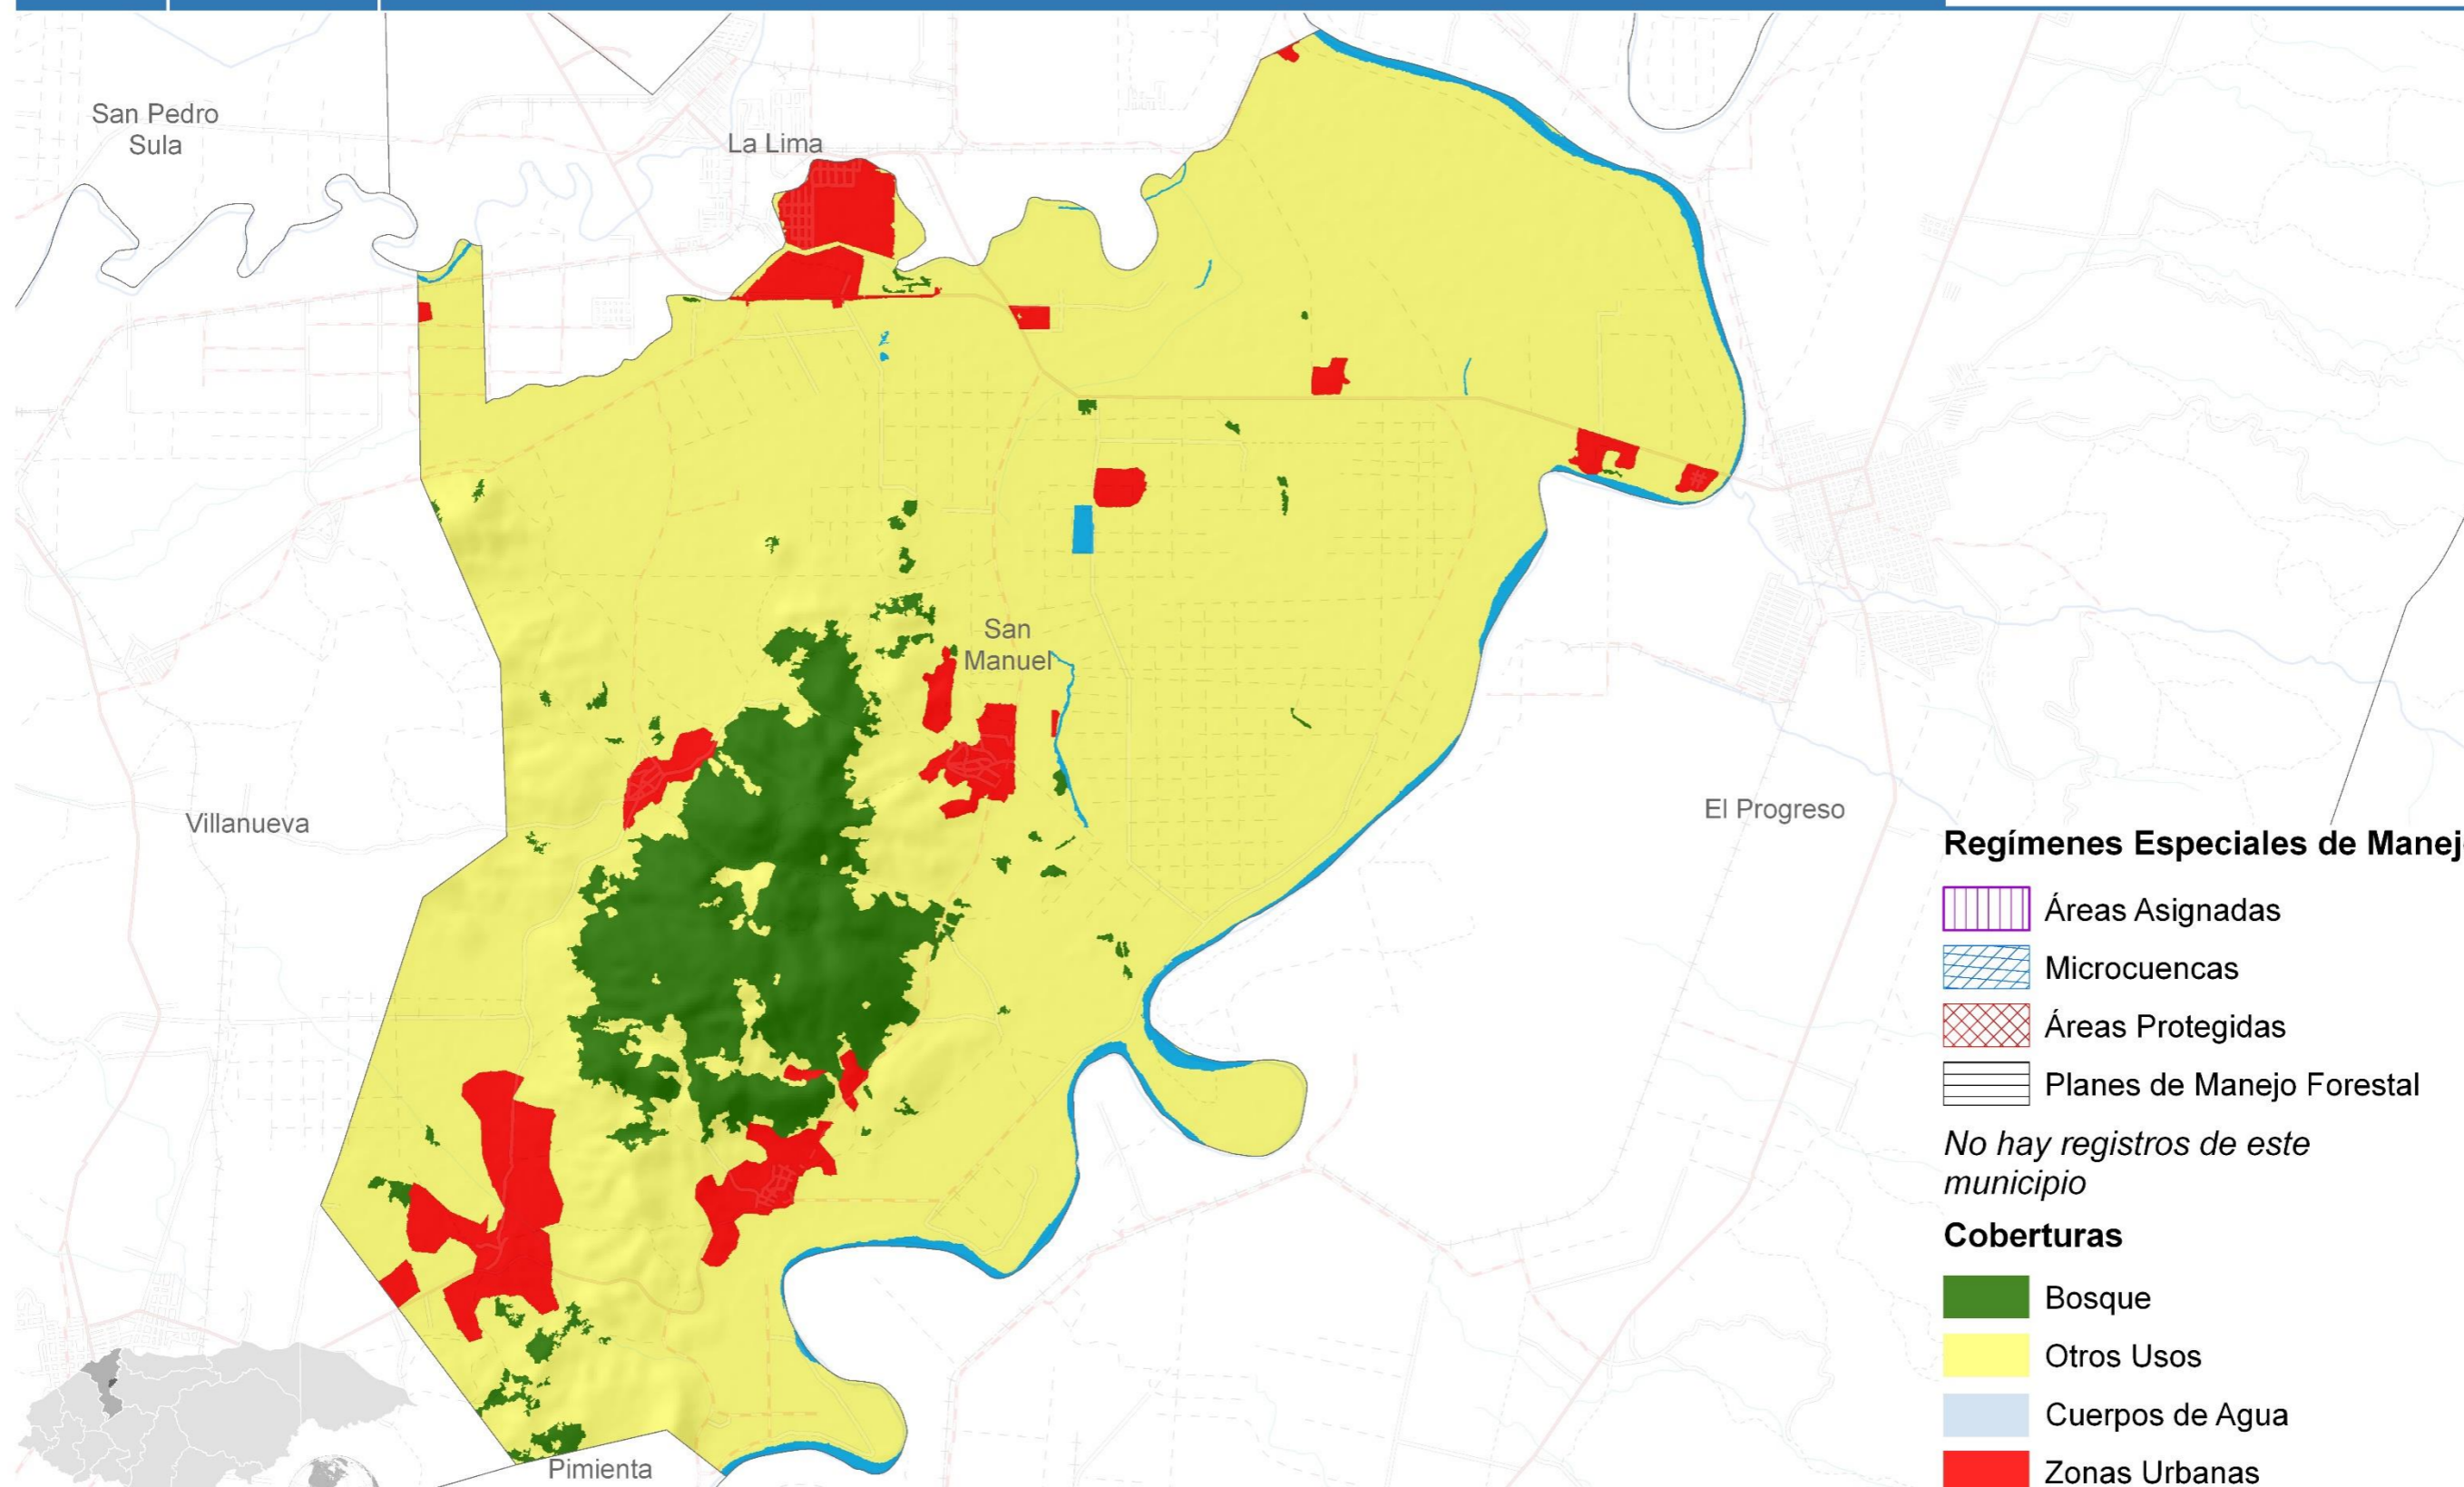 San Pedro
Sula
La Lima
San
Manuel
Villanueva
El Progreso
Pimienta
Regímenes Especiales de Manej
Áreas Asignadas
Microcuencas
Áreas Protegidas
Planes de Manejo Forestal
No hay registros de este
municipio
Coberturas
Bosque
Otros Usos
Cuerpos de Agua
Zonas Urbanas